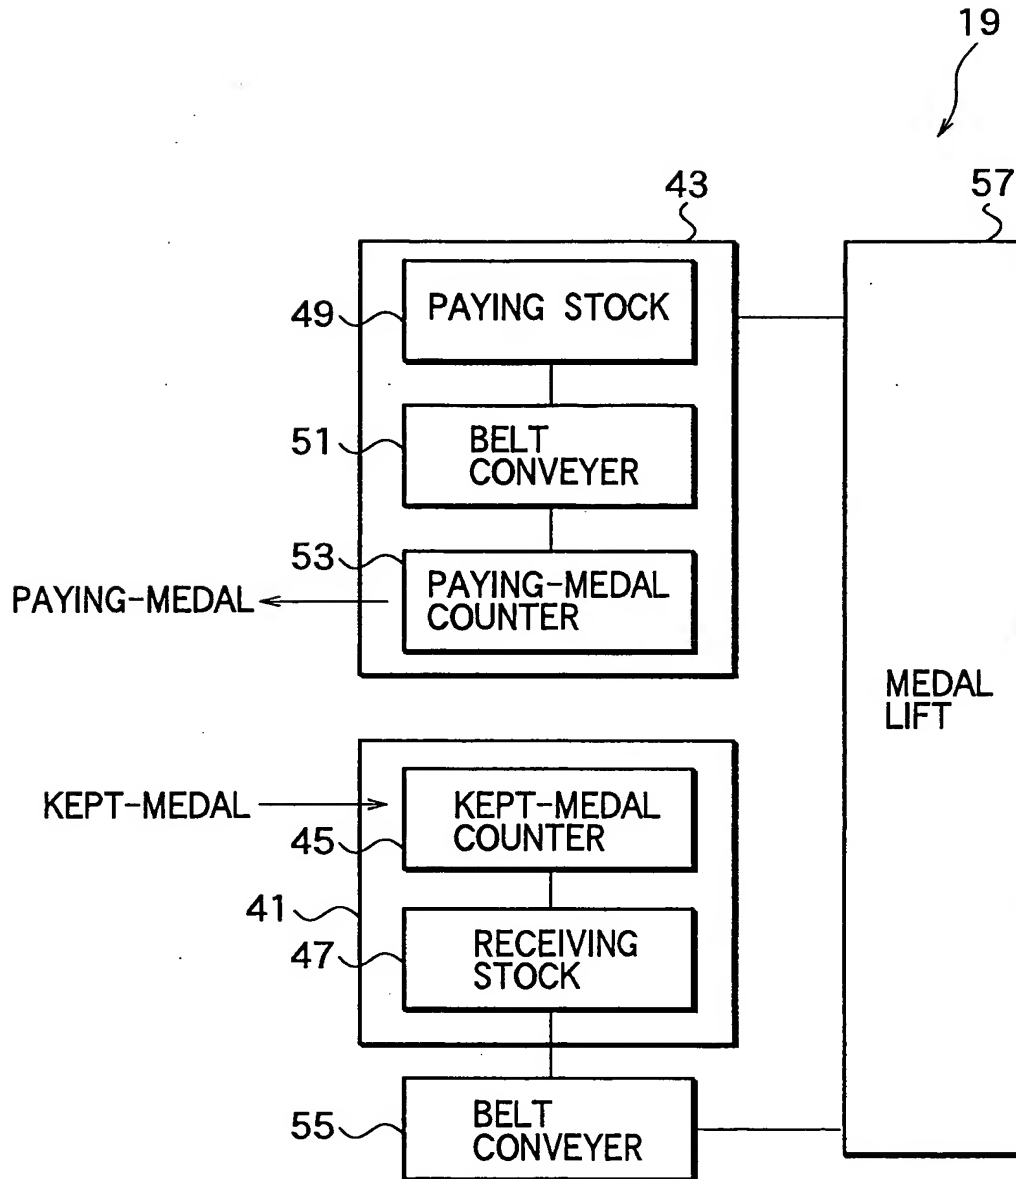 19
43
57
49
PAYING STOCK
51
BELT
CONVEYER
53
PAYING-MEDAL
PAYING-MEDAL
COUNTER
MEDAL
LIFT
KEPT-MEDAL
KEPT-MEDAL
COUNTER
45
41
47
RECEIVING
STOCK
55
BELT
CONVEYER